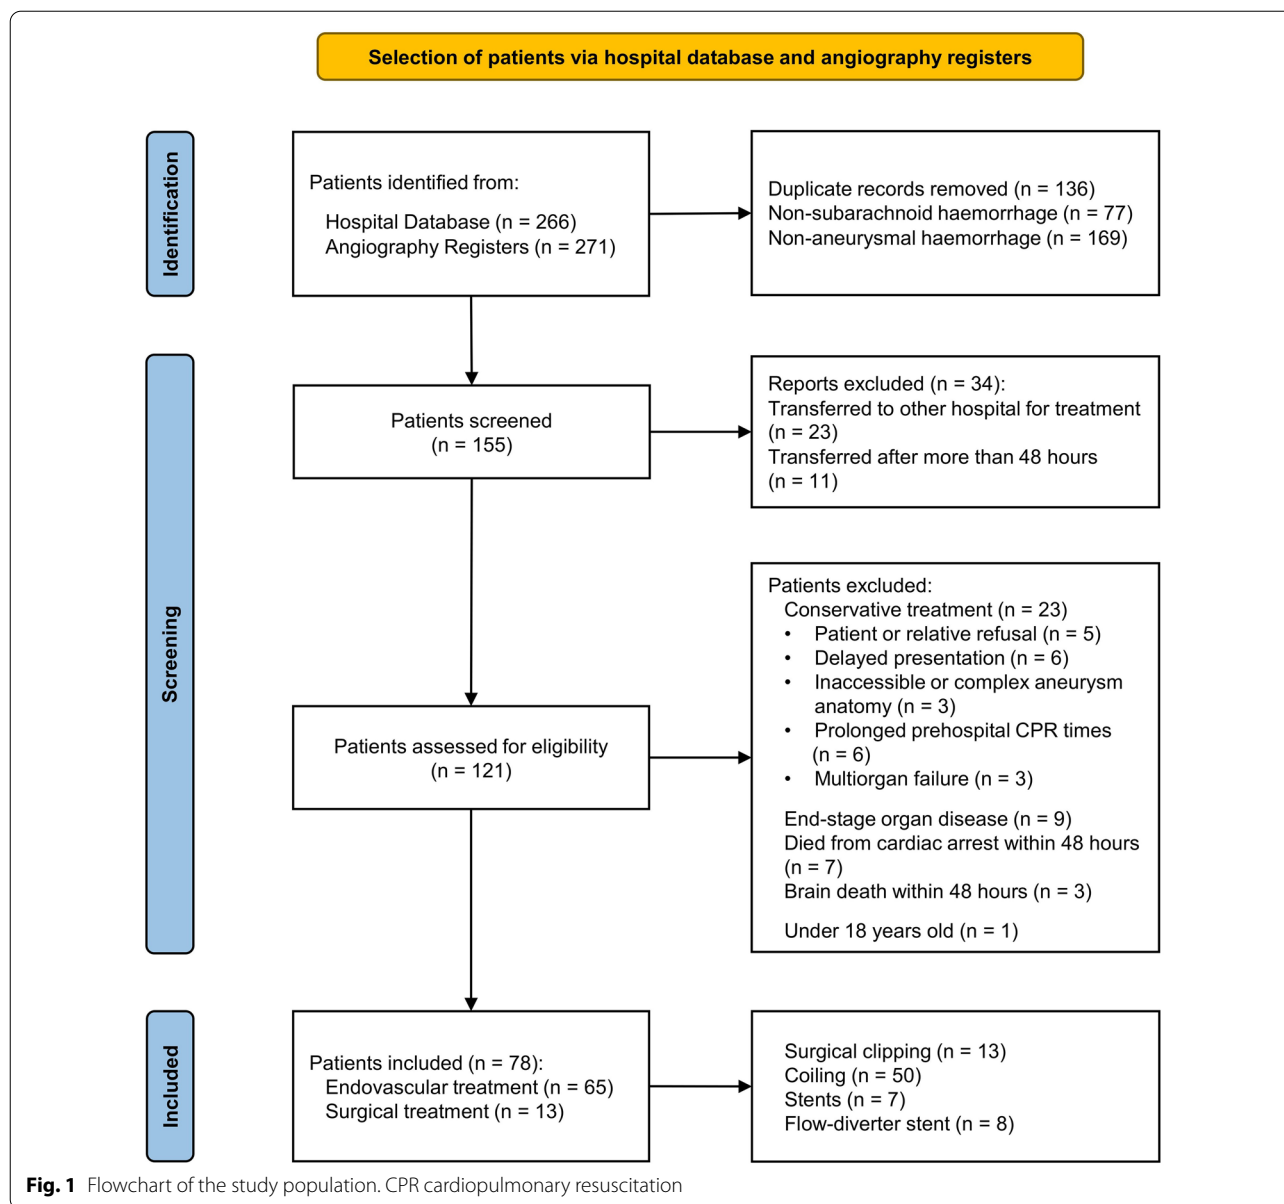 Selection of patients via hospital database and angiography registers
Identification
Patients identified from:
Hospital Database (n = 266)
Angiography Registers (n = 271)
Duplicate records removed (n = 136)
Non-subarachnoid haemorrhage (n = 77)
Non-aneurysmal haemorrhage (n = 169)
Screening
Patients screened
(n = 155)
Reports excluded (n = 34):
Transferred to other hospital for treatment
(n = 23)
Transferred after more than 48 hours
(n = 11)
Patients assessed for eligibility
(n = 121)
Patients excluded:
Conservative treatment (n = 23)
• Patient or relative refusal (n = 5)
• Delayed presentation (n = 6)
• Inaccessible or complex aneurysm
anatomy (n = 3)
• Prolonged prehospital CPR times
(n = 6)
• Multiorgan failure (n = 3)
End-stage organ disease (n = 9)
Died from cardiac arrest within 48 hours
(n = 7)
Brain death within 48 hours (n = 3)
Under 18 years old (n = 1)
Included
Patients included (n = 78):
Endovascular treatment (n = 65)
Surgical treatment (n = 13)
Surgical clipping (n = 13)
Coiling (n = 50)
Stents (n = 7)
Flow-diverter stent (n = 8)
Fig. 1 Flowchart of the study population. CPR cardiopulmonary resuscitation